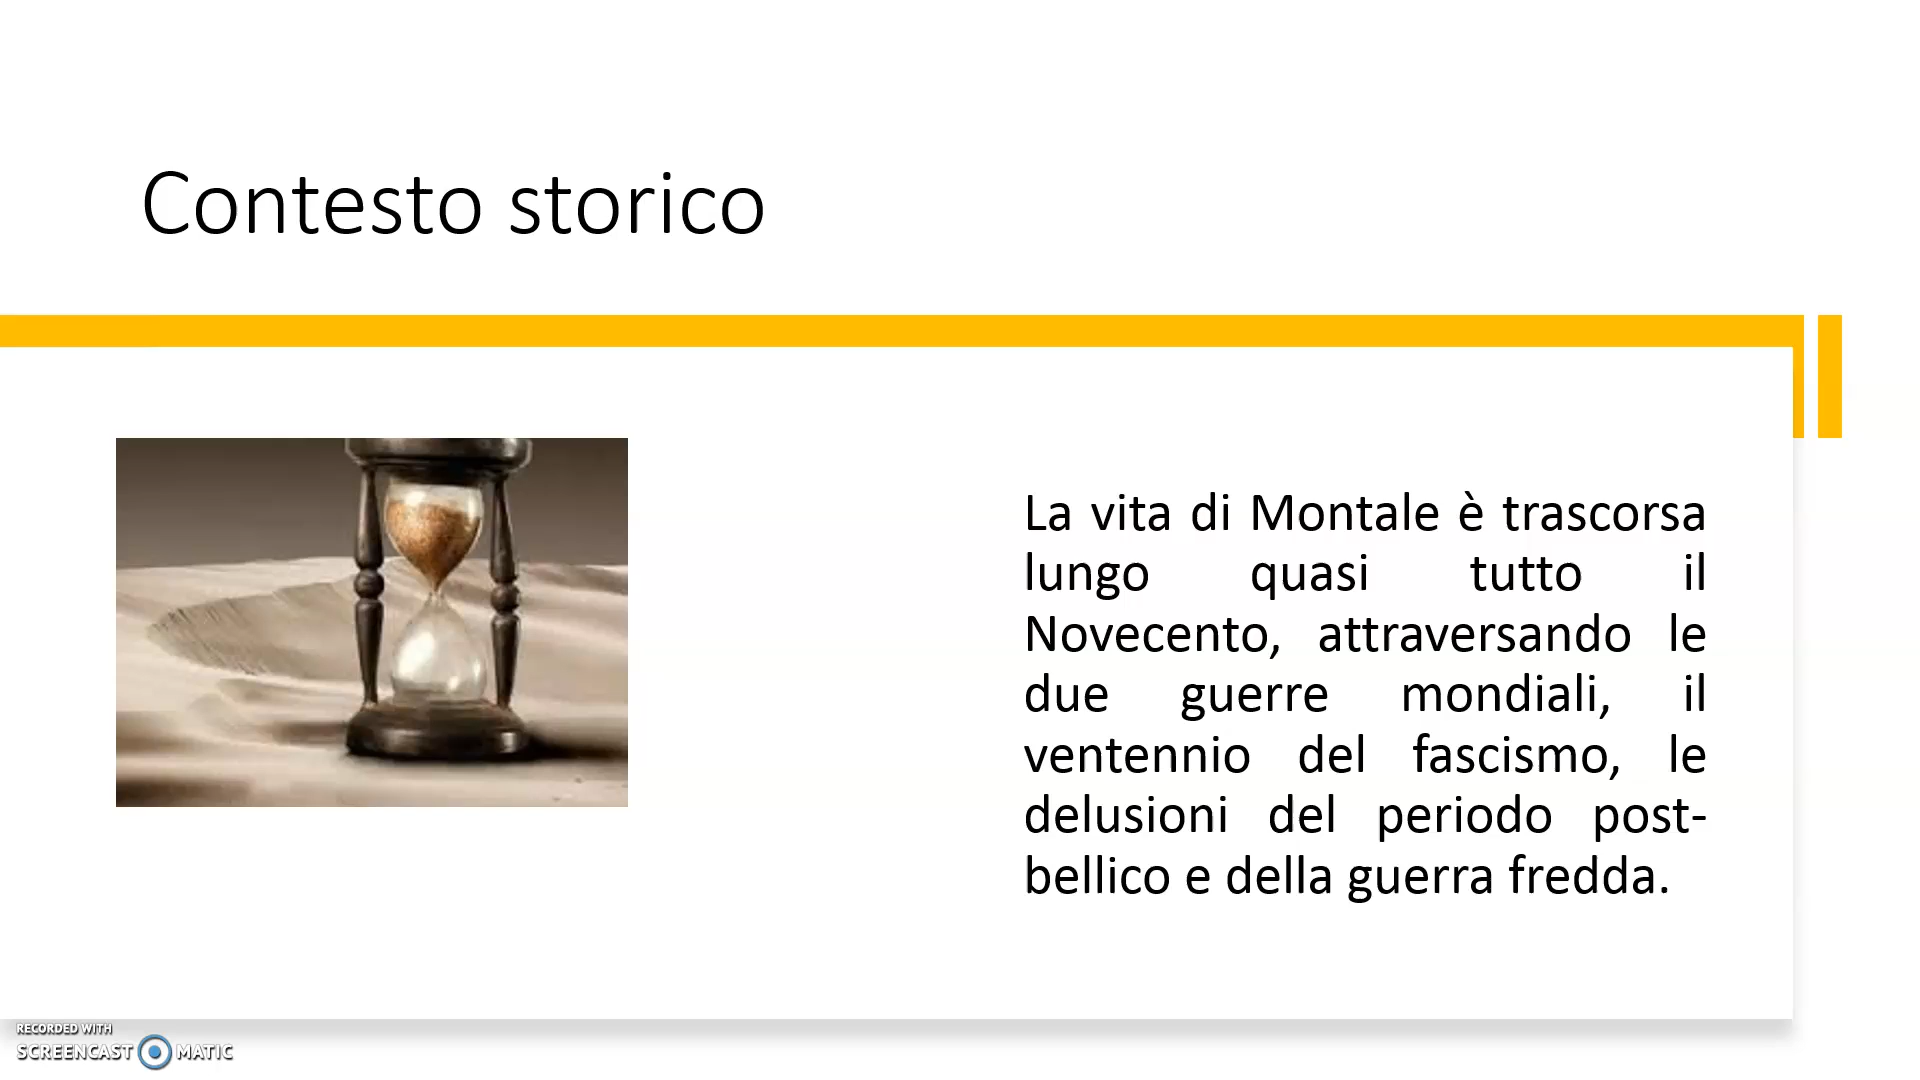 Contesto storico
La vita di Montale è trascorsa
lungo quasi tutto il
Novecento, attraversando le
due guerre mondiali, il
ventennio del fascismo, le
delusioni del periodo post-
bellico e della guerra fredda.
RECORDED WITH
SCREENCAST MATIC